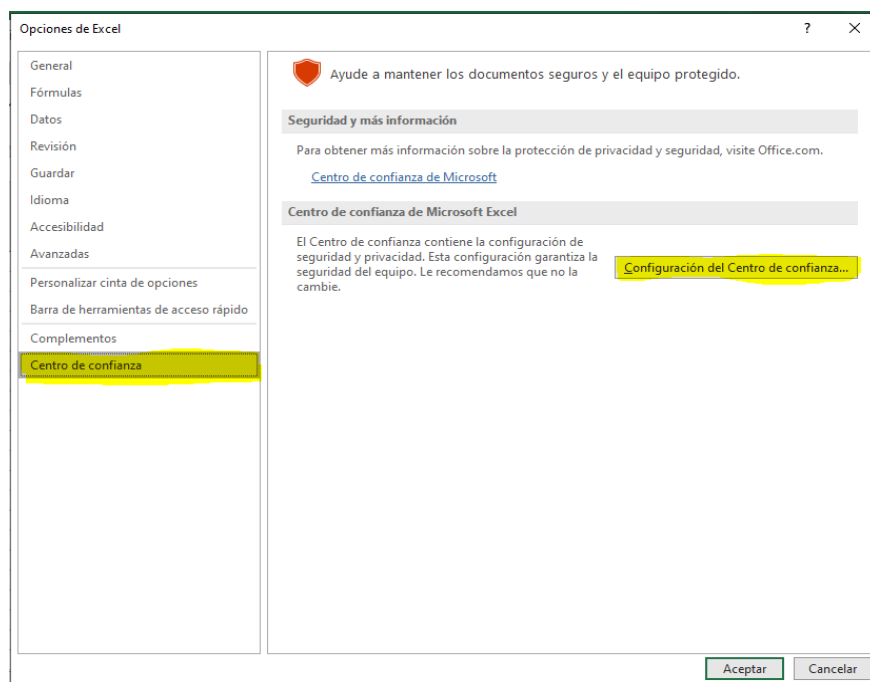 Opciones de Excel
?
General
Fórmulas
Datos
Revisión
Guardar
Idioma
Accesibilidad
Avanzadas
Personalizar cinta de opciones
Barra de herramientas de acceso rápido
Complementos
Centro de confianza
Ayude a mantener los documentos seguros y el equipo protegido.
Seguridad y más información
Para obtener más información sobre la protección de privacidad y seguridad, visite Office.com.
Centro de confianza de Microsoft
Centro de confianza de Microsoft Excel
El Centro de confianza contiene la configuración de
seguridad y privacidad. Esta configuración garantiza la
seguridad del equipo. Le recomendamos que no la
cambie.
Configuración del Centro de confianza...
Aceptar
Cancelar